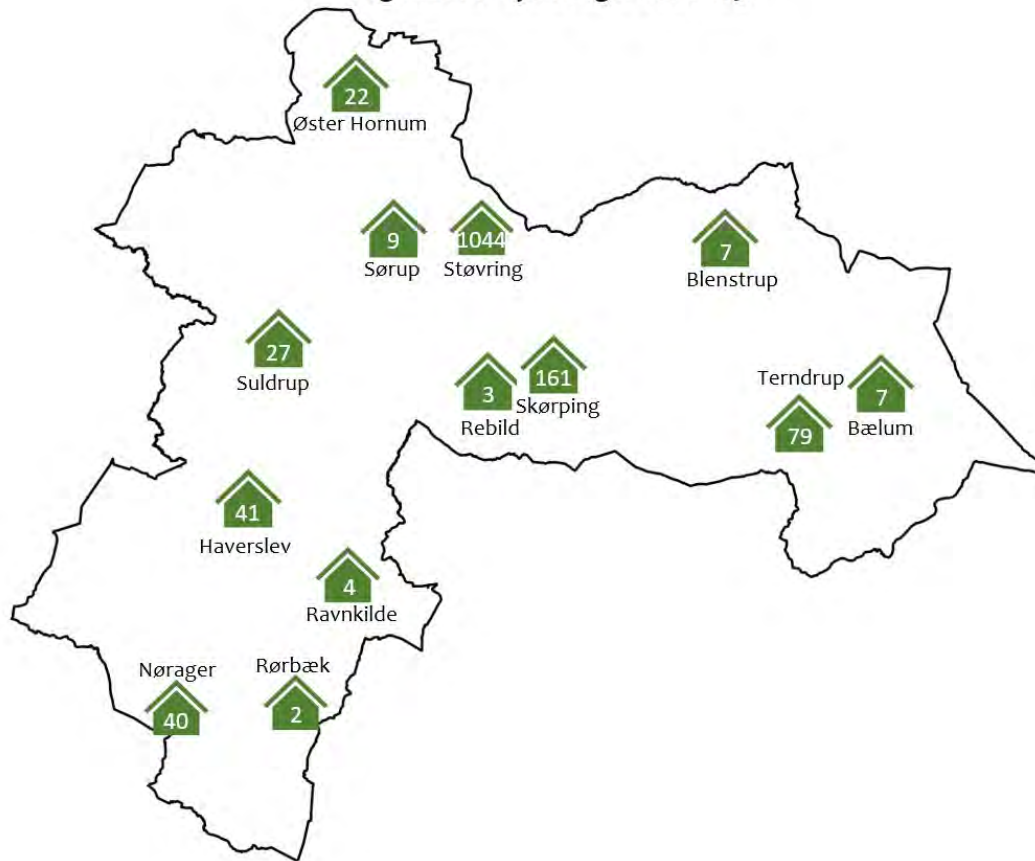 22
Øster Hornum
9
Sørup
1044
Støvring
7
Blenstrup
27
Suldrup
3
Rebild
161
Skørping
Terndrup
79
7
Bælum
41
Haverslev
4
Ravnkilde
Nørager
40
Rørbæk
2